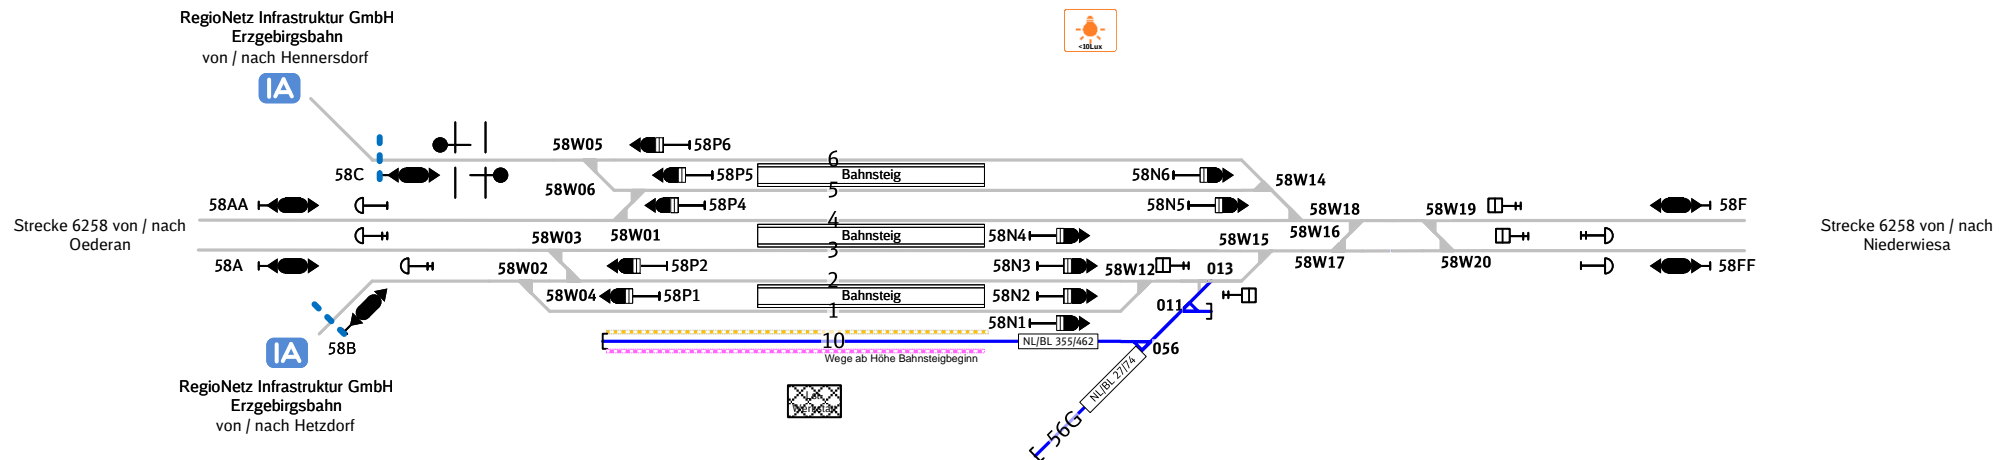 RegioNetz Infrastruktur GmbH
Erzgebirgsbahn
von / nach Hennersdorf
IA
<10Lux
58W05
58P6
6
58C
58P5
Bahnsteig
58N6
58W14
58W06
5
58AA
58P4
58N5
58W18
58W19
58F
4
Strecke 6258 von / nach
Oederan
58W03
58W01
Bahnsteig
58N4
58W15
58W16
Strecke 6258 von / nach
Niederwiesa
3
58A
58W02
58P2
58N3
58W12
013
58W17
58W20
58FF
2
58W04
58P1
Bahnsteig
58N2
011
1
58N1
58B
IA
10
NL/BL 355/462
056
Wege ab Höhe Bahnsteigbeginn
NL/BL 27/74
56G
RegioNetz Infrastruktur GmbH
Erzgebirgsbahn
von / nach Hetzdorf